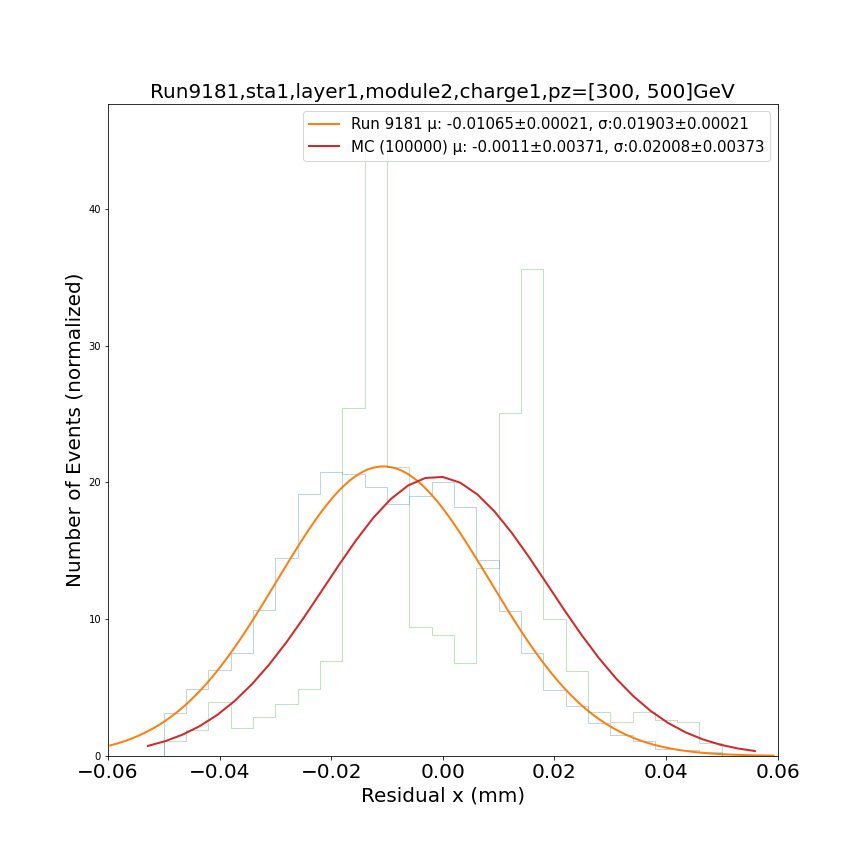 Run9181,sta1,layer1,module2,charge1,pz=[300, 500]GeV
Run 9181 μ: -0.01065±0.00021, σ:0.01903±0.00021
MC (100000) μ: -0.0011±0.00371, σ:0.02008±0.00373
40
30
20
10
0
Number of Events (normalized)
−0.06 −0.04 −0.02 0.00 0.02 0.04 0.06
Residual x (mm)